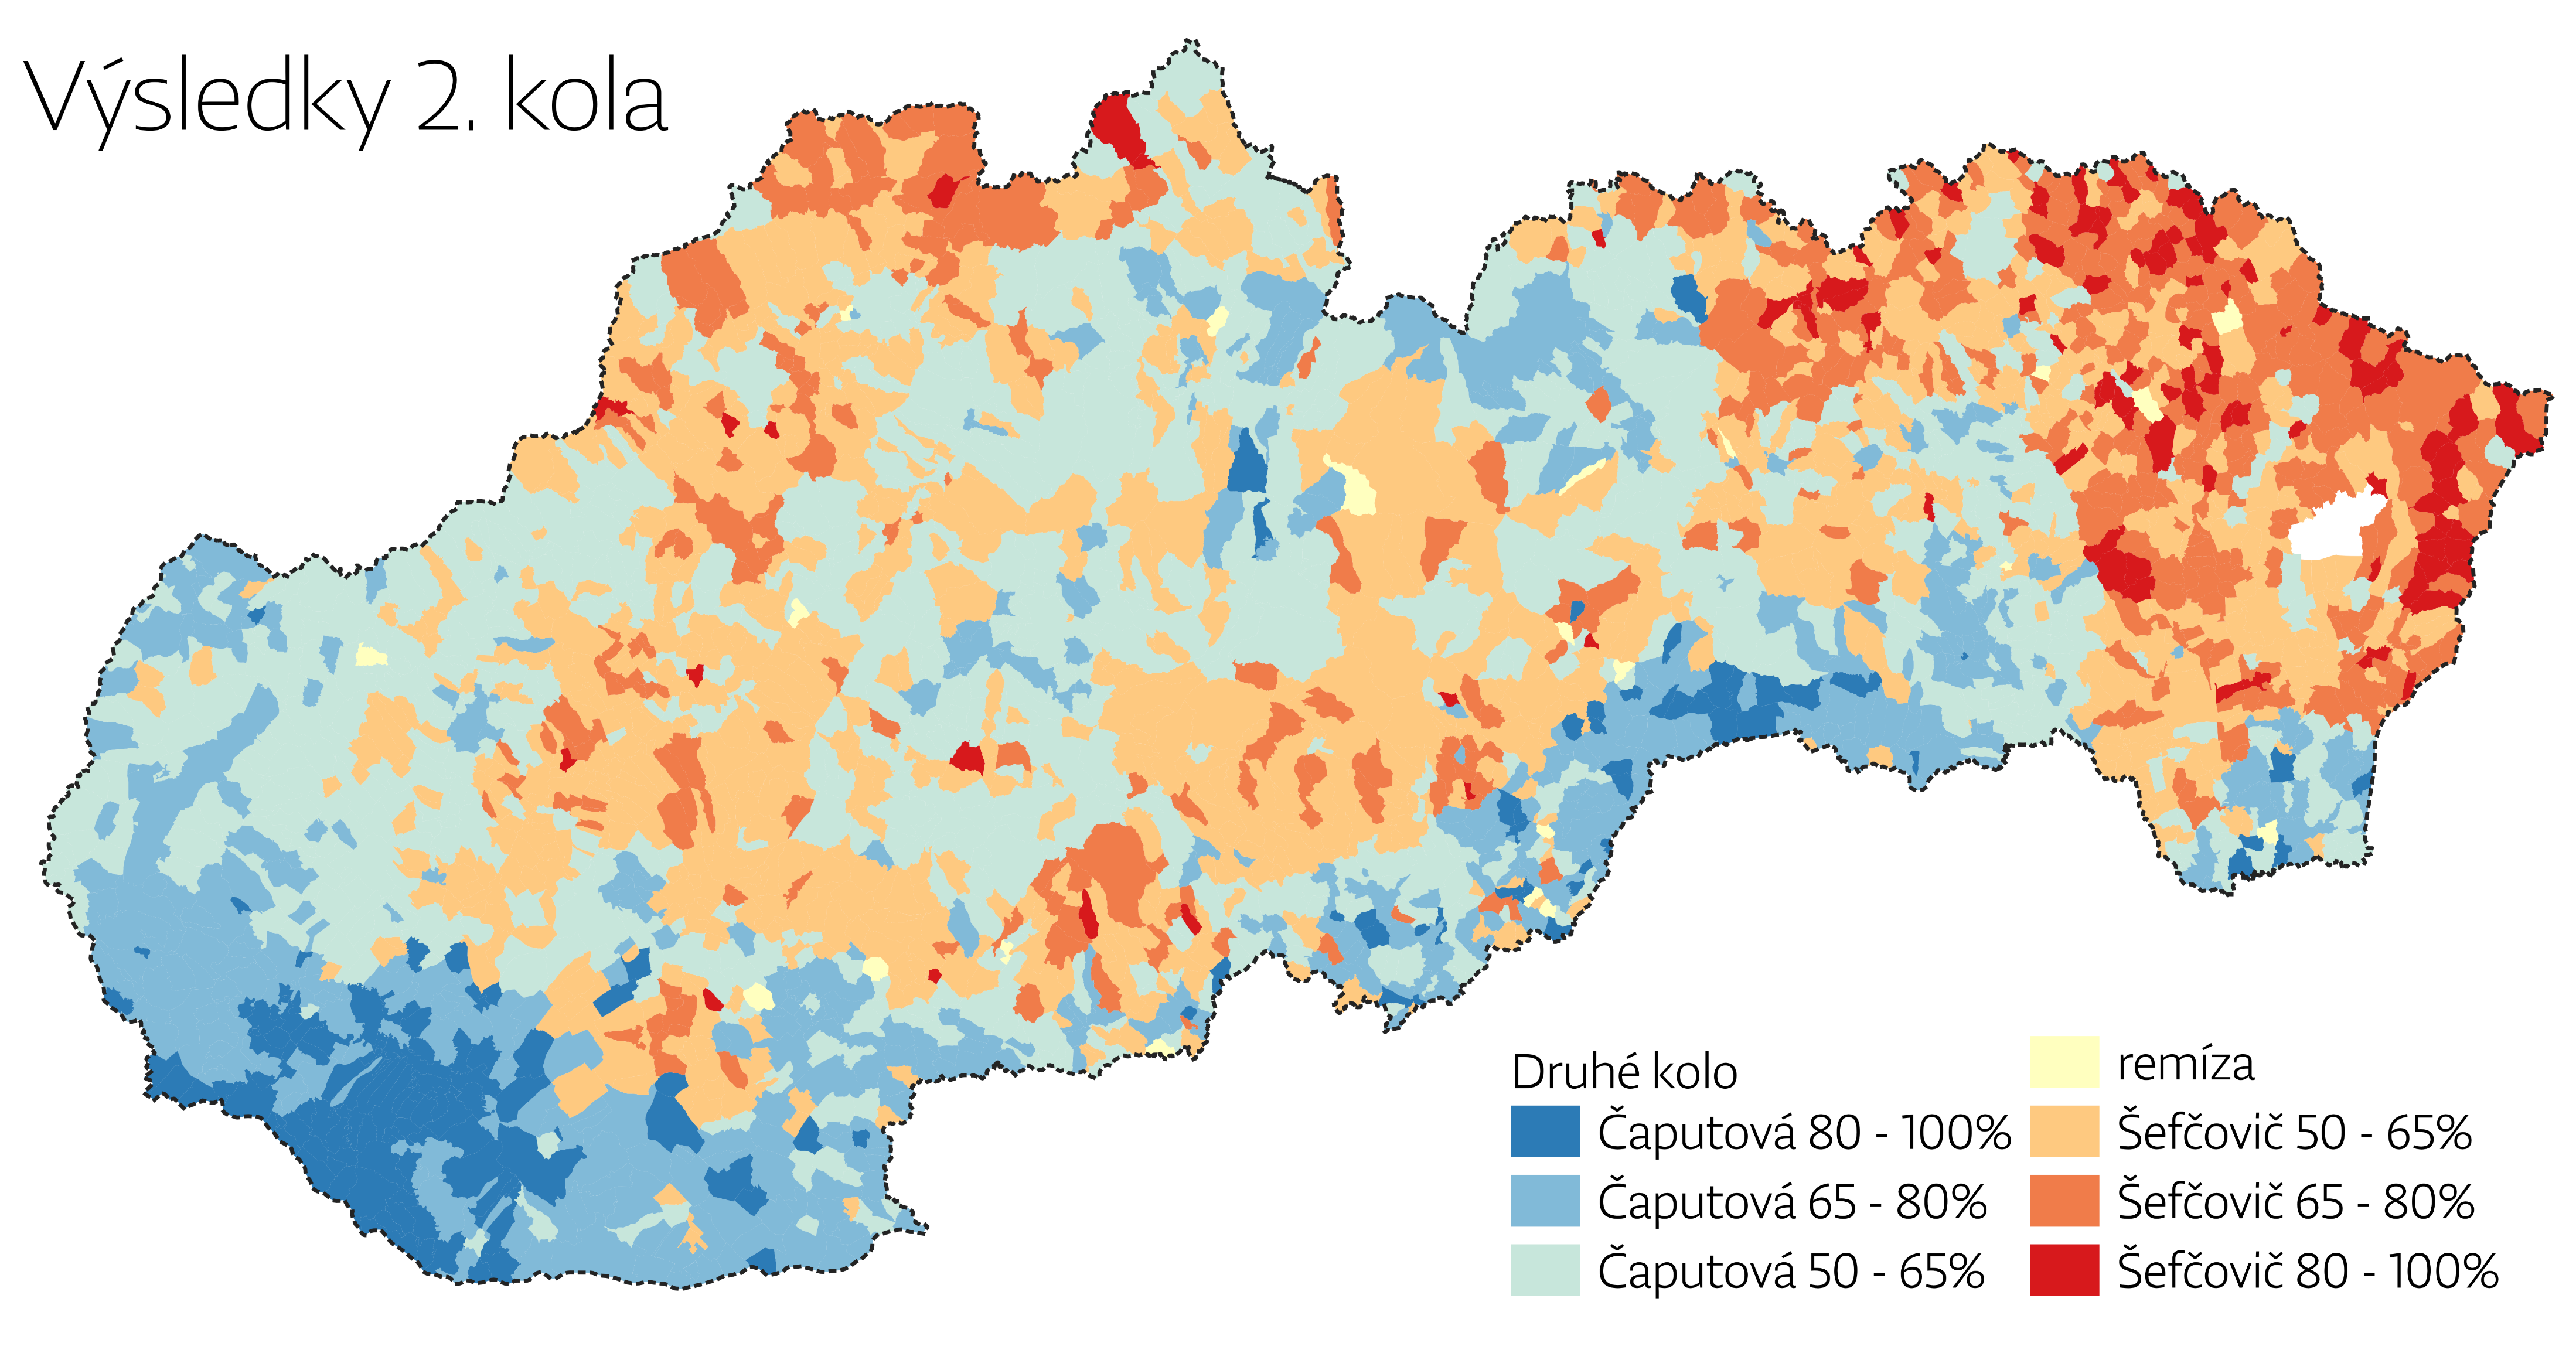 Výsledky 2. kola
Druhé kolo
Čaputová 80 - 100%
Čaputová 65 - 80%
Čaputová 50 - 65%
remíza
Šefčovič 50 - 65%
Šefčovič 65 - 80%
Šefčovič 80 - 100%